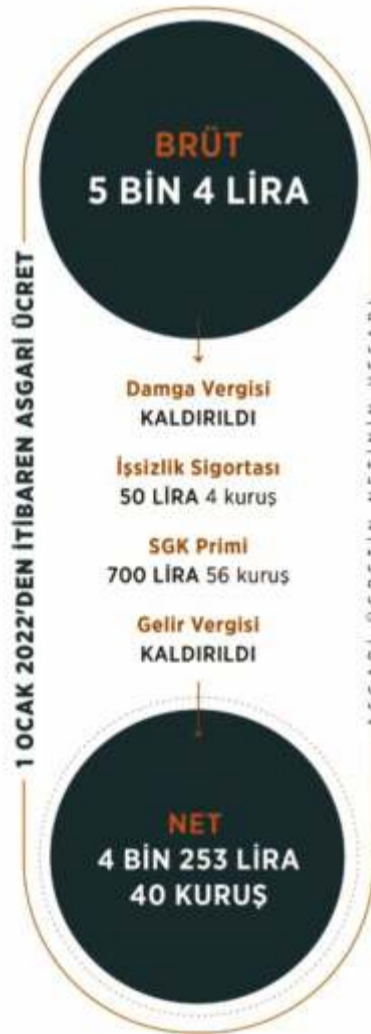 BRÜT
5 BİN 4 LİRA
1 OCAK 2022'DEN İTİBAREN ASGARİ ÜCRET
Damga Vergisi
KALDIRILDI
İşsizlik Sigortası
50 LİRA 4 kuruş
SGK Primi
700 LİRA 56 kuruş
Gelir Vergisi
KALDIRILDI
NET
4 BİN 253 LİRA
40 KURUŞ